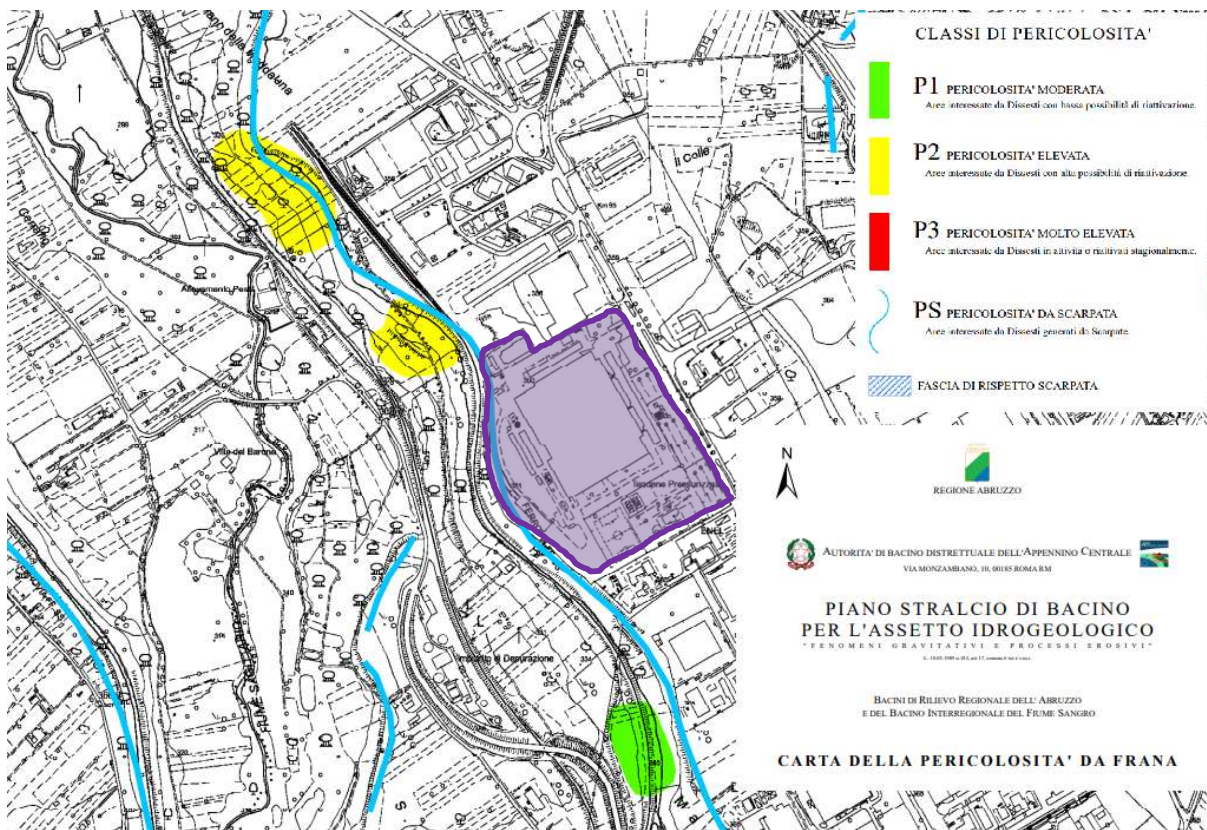 CLASSI DI PERICOLOSITA'
P1 PERICOLOSITA' MODERATA
Aree interessate da Dissesti con bassa possibilità di riattivazione.
P2 PERICOLOSITA' ELEVATA
Aree interessate da Dissesti con alta possibilità di riattivazione.
P3 PERICOLOSITA' MOLTO ELEVATA
Aree interessate da Dissesti in attività o riattivati stagionalmente.
PS PERICOLOSITA' DA SCARPATA
Aree interessate da Dissesti generati da Scarpate.
FASCIA DI RISPETTO SCARPATA
Il Colle
Km 95
Villa del Barone
Impianto di Depurazione
ENEL
N
REGIONE ABRUZZO
AUTORITA' DI BACINO DISTRETTUALE DELL'APPENNINO CENTRALE
VIA MONZAMBANO, 10, 00185 ROMA RM
PIANO STRALCIO DI BACINO
PER L'ASSETTO IDROGEOLOGICO
"FENOMENI GRAVITATIVI E PROCESSI EROSIVI"
BACINI DI RILIEVO REGIONALE DELL' ABRUZZO
E DEL BACINO INTERREGIONALE DEL FIUME SANGRO
CARTA DELLA PERICOLOSITA' DA FRANA